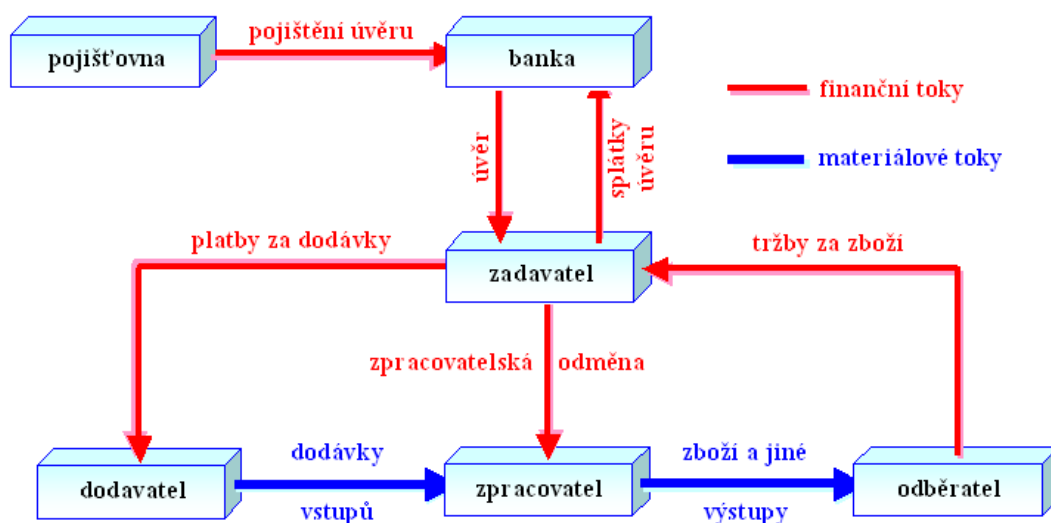 pojištění úvěru
pojišťovna
banka
finanční toky
úvěr
splátky
úvěru
materiálové toky
platby za dodávky
tržby za zboží
zadavatel
zpracovatelská odměna
dodávky
zboží a jiné
dodavatel
zpracovatel
odběratel
vstupů
výstupy